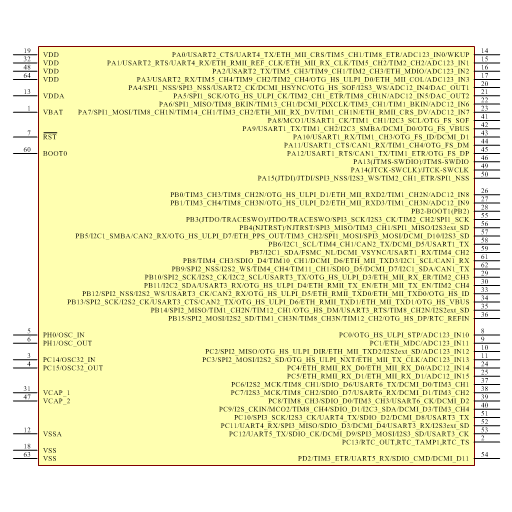 19 VDD PA0/USART2_CTS/UART4_TX/ETH_MII_CRS/TIM5_CH1/TIM8_ETR/ADC123_IN0/WKUP 14
32 VDD PA1/USART2_RTS/UART4_RX/ETH_RMII_REF_CLK/ETH_MII_RX_CLK/TIM5_CH2/TIM2_CH2/ADC123_IN1 15
48 VDD PA2/USART2_TX/TIM5_CH3/TIM9_CH1/TIM2_CH3/ETH_MDIO/ADC123_IN2 16
64 VDD PA3/USART2_RX/TIM5_CH4/TIM9_CH2/TIM2_CH4/OTG_HS_ULPI_D0/ETH_MII_COL/ADC123_IN3 17
PA4/SPI1_NSS/SPI3_NSS/USART2_CK/DCMI_HSYNC/OTG_HS_SOF/I2S3_WS/ADC12_IN4/DAC_OUT1 20
13 VDDA PA5/SPI1_SCK/OTG_HS_ULPI_CK/TIM2_CH1_ETR/TIM8_CH1N/ADC12_IN5/DAC_OUT2 21
PA6/SPI1_MISO/TIM8_BKIN/TIM13_CH1/DCMI_PIXCLK/TIM3_CH1/TIM1_BKIN/ADC12_IN6 22
1 VBAT PA7/SPI1_MOSI/TIM8_CH1N/TIM14_CH1/TIM3_CH2/ETH_MII_RX_DV/TIM1_CH1N/ETH_RMII_CRS_DV/ADC12_IN7 23
PA8/MCO1/USART1_CK/TIM1_CH1/I2C3_SCL/OTG_FS_SOF 41
PA9/USART1_TX/TIM1_CH2/I2C3_SMBA/DCMI_D0/OTG_FS_VBUS 42
7 RST PA10/USART1_RX/TIM1_CH3/OTG_FS_ID/DCMI_D1 43
PA11/USART1_CTS/CAN1_RX/TIM1_CH4/OTG_FS_DM 44
60 BOOT0 PA12/USART1_RTS/CAN1_TX/TIM1_ETR/OTG_FS_DP 45
PA13(JTMS-SWDIO)/JTMS-SWDIO 46
PA14(JTCK-SWCLK)/JTCK-SWCLK 49
PA15(JTDI)/JTDI/SPI3_NSS/I2S3_WS/TIM2_CH1_ETR/SPI1_NSS 50
PB0/TIM3_CH3/TIM8_CH2N/OTG_HS_ULPI_D1/ETH_MII_RXD2/TIM1_CH2N/ADC12_IN8 26
PB1/TIM3_CH4/TIM8_CH3N/OTG_HS_ULPI_D2/ETH_MII_RXD3/TIM1_CH3N/ADC12_IN9 27
PB2-BOOT1(PB2) 28
PB3(JTDO/TRACESWO)/JTDO/TRACESWO/SPI3_SCK/I2S3_CK/TIM2_CH2/SPI1_SCK 55
PB4(NJTRST)/NJTRST/SPI3_MISO/TIM3_CH1/SPI1_MISO/I2S3ext_SD 56
PB5/I2C1_SMBA/CAN2_RX/OTG_HS_ULPI_D7/ETH_PPS_OUT/TIM3_CH2/SPI1_MOSI/SPI3_MOSI/DCMI_D10/I2S3_SD 57
PB6/I2C1_SCL/TIM4_CH1/CAN2_TX/DCMI_D5/USART1_TX 58
PB7/I2C1_SDA/FSMC_NL/DCMI_VSYNC/USART1_RX/TIM4_CH2 59
PB8/TIM4_CH3/SDIO_D4/TIM10_CH1/DCMI_D6/ETH_MII_TXD3/I2C1_SCL/CAN1_RX 61
PB9/SPI2_NSS/I2S2_WS/TIM4_CH4/TIM11_CH1/SDIO_D5/DCMI_D7/I2C1_SDA/CAN1_TX 62
PB10/SPI2_SCK/I2S2_CK/I2C2_SCL/USART3_TX/OTG_HS_ULPI_D3/ETH_MII_RX_ER/TIM2_CH3 29
PB11/I2C2_SDA/USART3_RX/OTG_HS_ULPI_D4/ETH_RMII_TX_EN/ETH_MII_TX_EN/TIM2_CH4 30
PB12/SPI2_NSS/I2S2_WS/USART3_CK/CAN2_RX/OTG_HS_ULPI_D5/ETH_RMII_TXD0/ETH_MII_TXD0/OTG_HS_ID 33
PB13/SPI2_SCK/I2S2_CK/USART3_CTS/CAN2_TX/OTG_HS_ULPI_D6/ETH_RMII_TXD1/ETH_MII_TXD1/OTG_HS_VBUS 34
PB14/SPI2_MISO/TIM1_CH2N/TIM12_CH1/OTG_HS_DM/USART3_RTS/TIM8_CH2N/I2S2ext_SD 35
PB15/SPI2_MOSI/I2S2_SD/TIM1_CH3N/TIM8_CH3N/TIM12_CH2/OTG_HS_DP/RTC_REFIN 36
5 PH0/OSC_IN PC0/OTG_HS_ULPI_STP/ADC123_IN10 8
6 PH1/OSC_OUT PC1/ETH_MDC/ADC123_IN11 9
PC2/SPI2_MISO/OTG_HS_ULPI_DIR/ETH_MII_TXD2/I2S2ext_SD/ADC123_IN12 10
3 PC14/OSC32_IN PC3/SPI2_MOSI/I2S2_SD/OTG_HS_ULPI_NXT/ETH_MII_TX_CLK/ADC123_IN13 11
4 PC15/OSC32_OUT PC4/ETH_RMII_RX_D0/ETH_MII_RX_D0/ADC12_IN14 24
PC5/ETH_RMII_RX_D1/ETH_MII_RX_D1/ADC12_IN15 25
PC6/I2S2_MCK/TIM8_CH1/SDIO_D6/USART6_TX/DCMI_D0/TIM3_CH1 37
31 VCAP_1 PC7/I2S3_MCK/TIM8_CH2/SDIO_D7/USART6_RX/DCMI_D1/TIM3_CH2 38
47 VCAP_2 PC8/TIM8_CH3/SDIO_D0/TIM3_CH3/USART6_CK/DCMI_D2 39
PC9/I2S_CKIN/MCO2/TIM8_CH4/SDIO_D1/I2C3_SDA/DCMI_D3/TIM3_CH4 40
PC10/SPI3_SCK/I2S3_CK/UART4_TX/SDIO_D2/DCMI_D8/USART3_TX 51
PC11/UART4_RX/SPI3_MISO/SDIO_D3/DCMI_D4/USART3_RX/I2S3ext_SD 52
12 VSSA PC12/UART5_TX/SDIO_CK/DCMI_D9/SPI3_MOSI/I2S3_SD/USART3_CK 53
PC13/RTC_OUT,RTC_TAMP1,RTC_TS 2
18 VSS
63 VSS PD2/TIM3_ETR/UART5_RX/SDIO_CMD/DCMI_D11 54